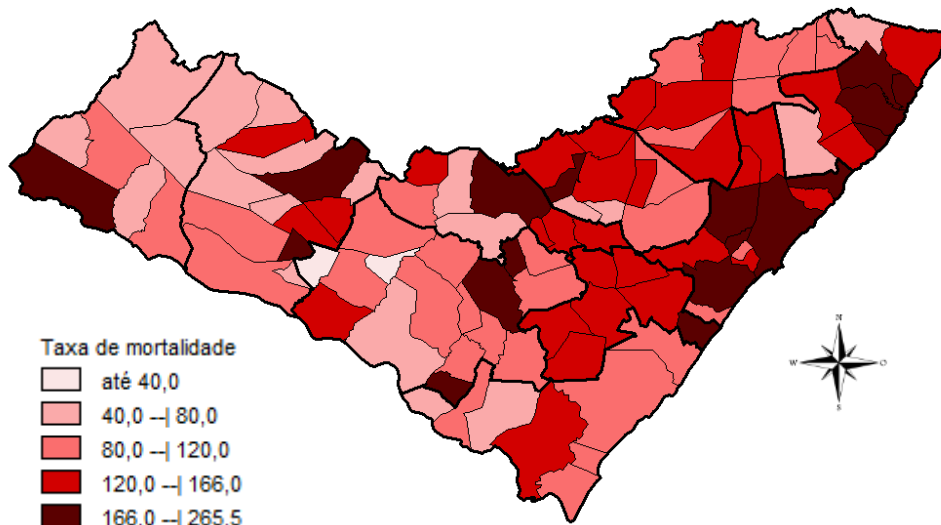 Taxa de mortalidade
até 40,0
40,0 --| 80,0
80,0 --| 120,0
120,0 --| 166,0
166,0 --| 265,5
N
W
O
S